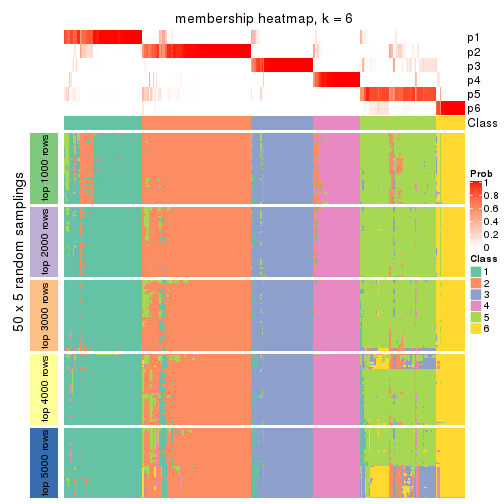 membership heatmap, k = 6
p1
p2
p3
p4
p5
p6
Class
50 x 5 random samplings
top 1000 rows
top 2000 rows
top 3000 rows
top 4000 rows
top 5000 rows
Prob
1
0.8
0.6
0.4
0.2
0
Class
1
2
3
4
5
6